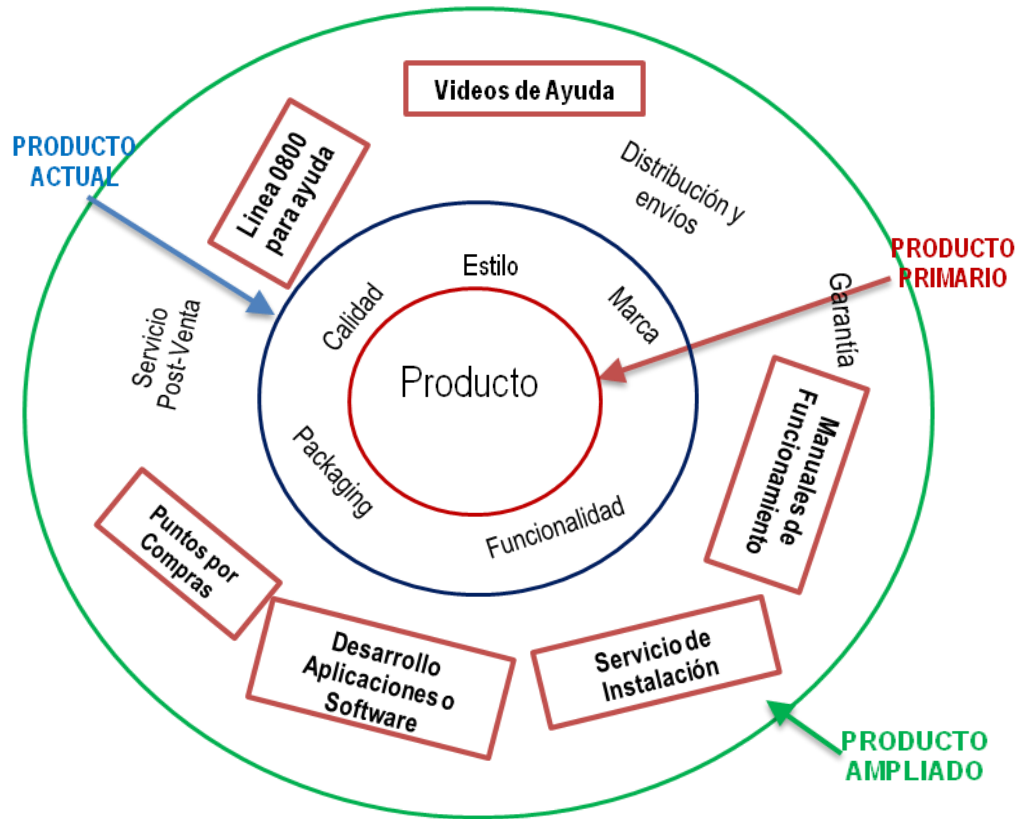 Videos de Ayuda
PRODUCTO
ACTUAL
Linea 0800
para ayuda
Distribución y
envíos
PRODUCTO
PRIMARIO
Estilo
Calidad
Marca
Garantía
Servicio
Post-Venta
Producto
Manuales de
Funcionamiento
Packaging
Funcionalidad
Puntos por
Compras
Desarrollo
Aplicaciones o
Software
Servicio de
Instalación
PRODUCTO
AMPLIADO